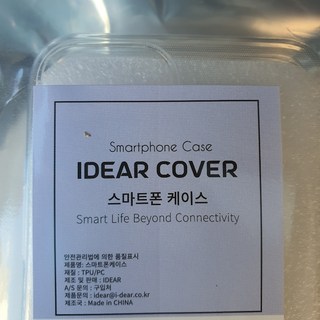 Smartphone Case
IDEAR COVER
스마트폰 케이스
Smart Life Beyond Connectivity
안전관리법에 의한 품질표시
제품명 : 스마트폰케이스
재질 : TPU/PC
제조 및 판매 : IDEAR
A/S 문의 : 구입처
제품문의 : idear@i-dear.co.kr
제조국 : Made in CHINA